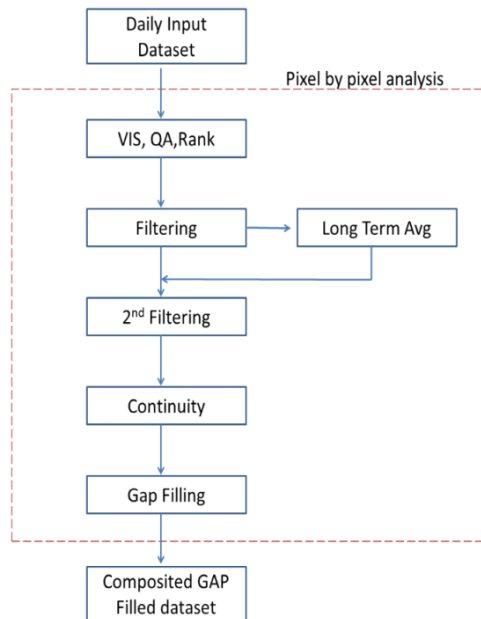 Daily Input
Dataset
Pixel by pixel analysis
VIS, QA,Rank
Filtering
Long Term Avg
2nd Filtering
Continuity
Gap Filling
Composited GAP
Filled dataset